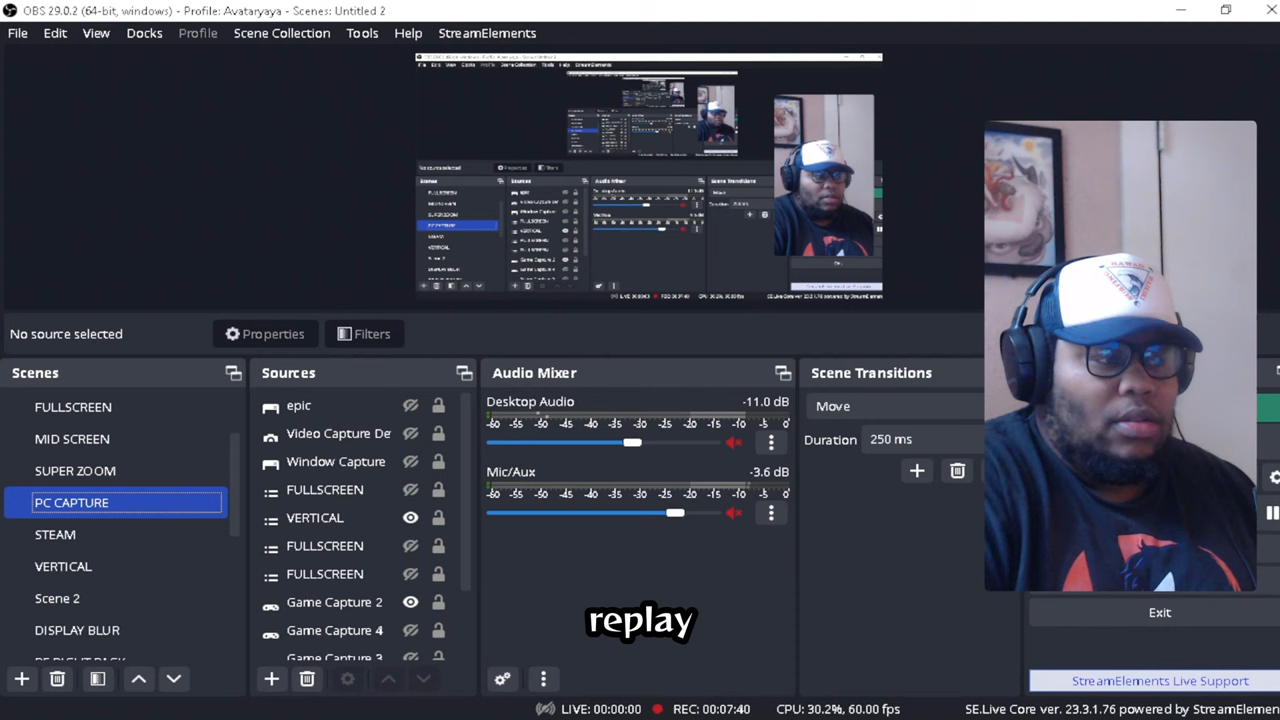 OBS 29.0.2 (64-bit, windows) - Profile: Avataryaya - Scenes: Untitled 2
File Edit View Docks Profile Scene Collection Tools Help StreamElements
No source selected
Properties
Filters
Scenes
FULLSCREEN
MID SCREEN
SUPER ZOOM
PC CAPTURE
STEAM
VERTICAL
Scene 2
DISPLAY BLUR
Sources
epic
Video Capture De
Window Capture
FULLSCREEN
VERTICAL
FULLSCREEN
FULLSCREEN
Game Capture 2
Game Capture 4
Game Capture 3
Audio Mixer
Desktop Audio -11.0 dB
-60 -55 -50 -45 -40 -35 -30 -25 -20 -15 -10 -5 0
Mic/Aux -3.6 dB
-60 -55 -50 -45 -40 -35 -30 -25 -20 -15 -10 -5 0
Scene Transitions
Move
Duration 250 ms
replay
Exit
StreamElements Live Support
LIVE: 00:00:00 REC: 00:07:40 CPU: 30.2%, 60.00 fps SE.Live Core ver. 23.3.1.76 powered by StreamElemen